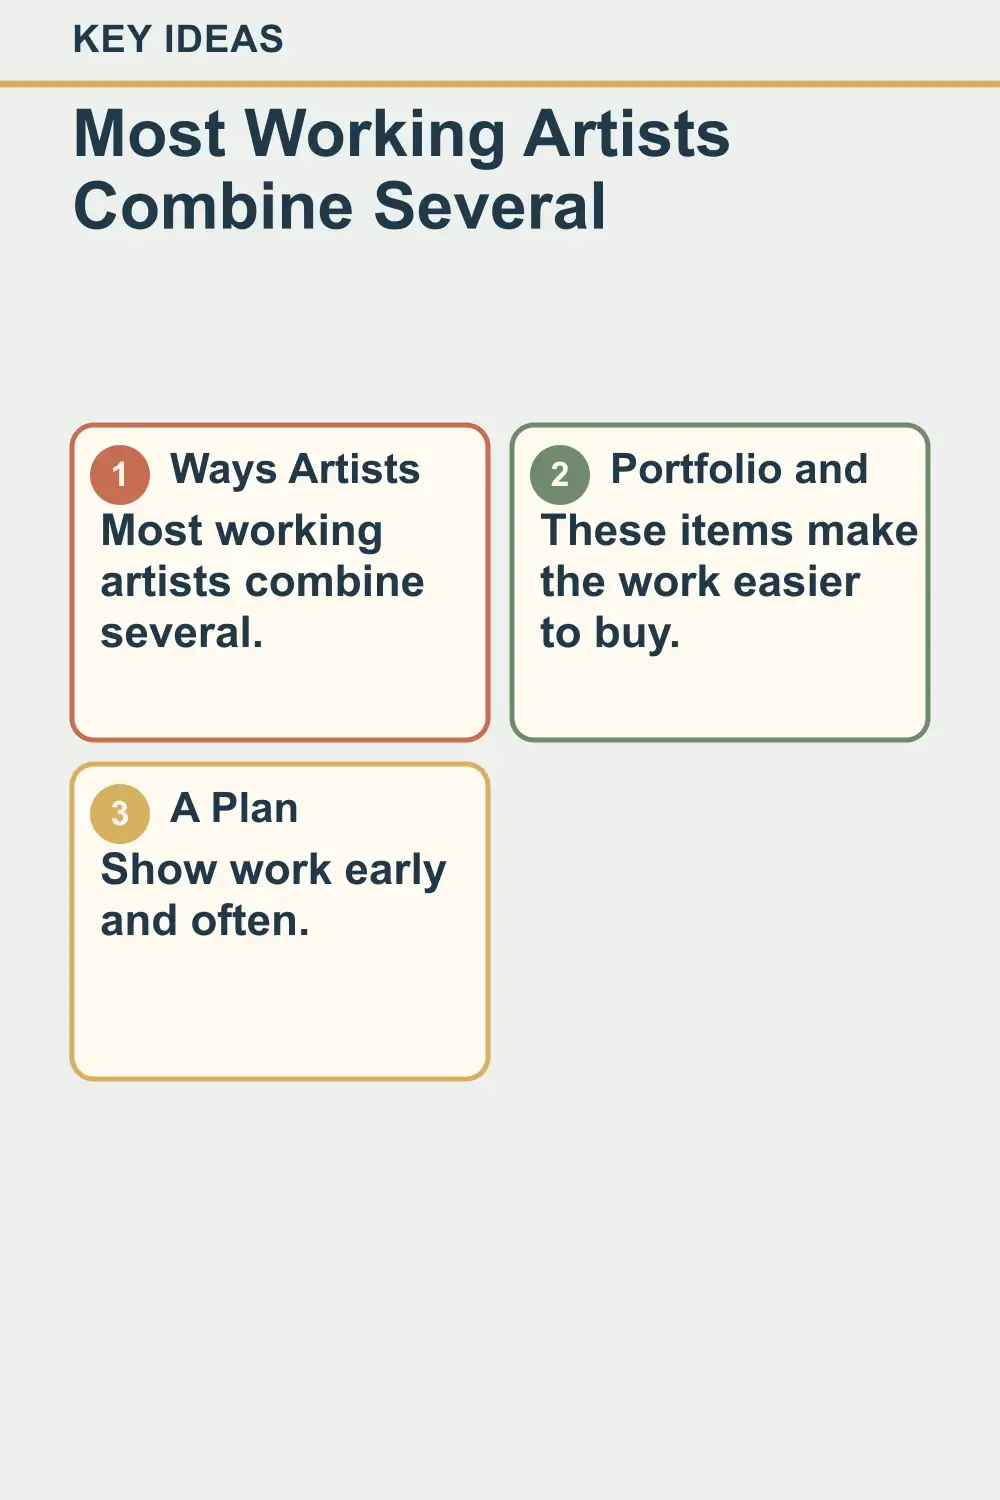 KEY IDEAS
Most Working Artists
Combine Several
1 Ways Artists
Most working
artists combine
several.
2 Portfolio and
These items make
the work easier
to buy.
3 A Plan
Show work early
and often.